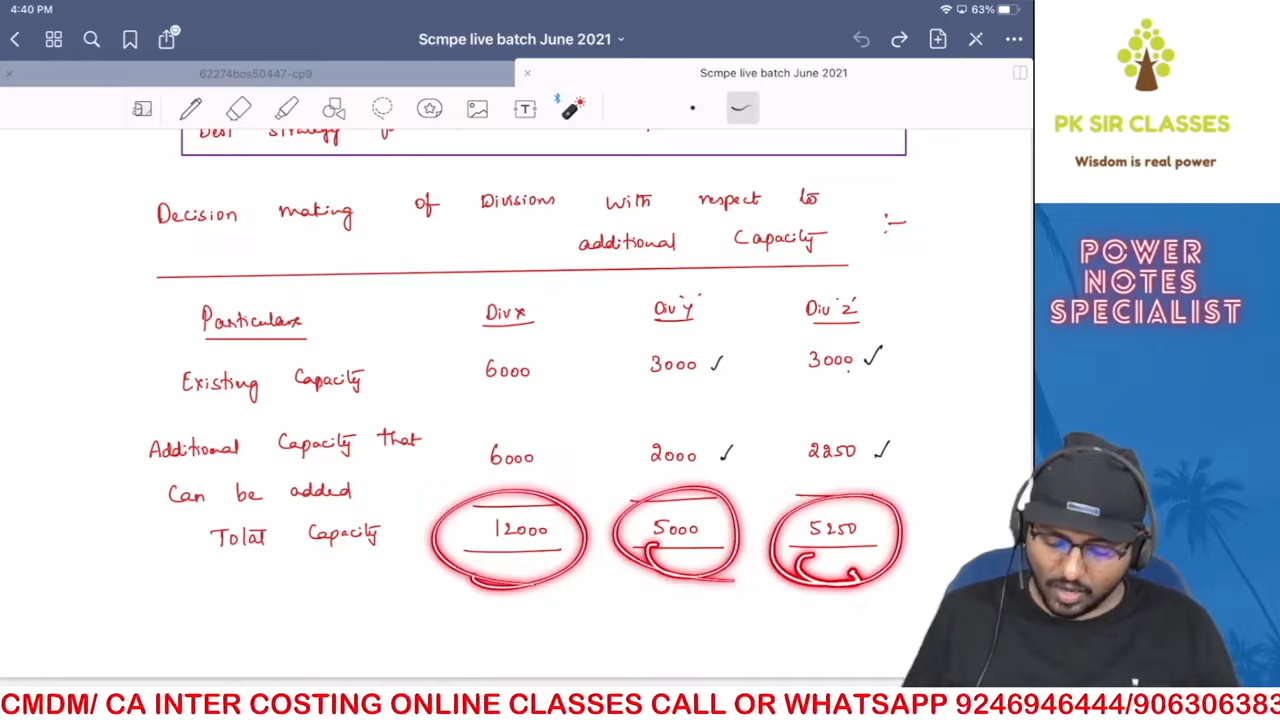 4:40 PM
63%
Scmpe live batch June 2021
62274bos50447-cp9
Scmpe live batch June 2021
T
Best strategy
Decision making of Divisions with respect to
additional Capacity :-
Particulars Div x Div 'y' Div 'z'
Existing Capacity 6000 3000 ✓ 3000 ✓
Additional Capacity that 6000 2000 ✓ 2250 ✓
Can be added
Total Capacity 12000 5000 5250
PK SIR CLASSES
Wisdom is real power
POWER
NOTES
SPECIALIST
CMDM/ CA INTER COSTING ONLINE CLASSES CALL OR WHATSAPP 9246946444/906306383